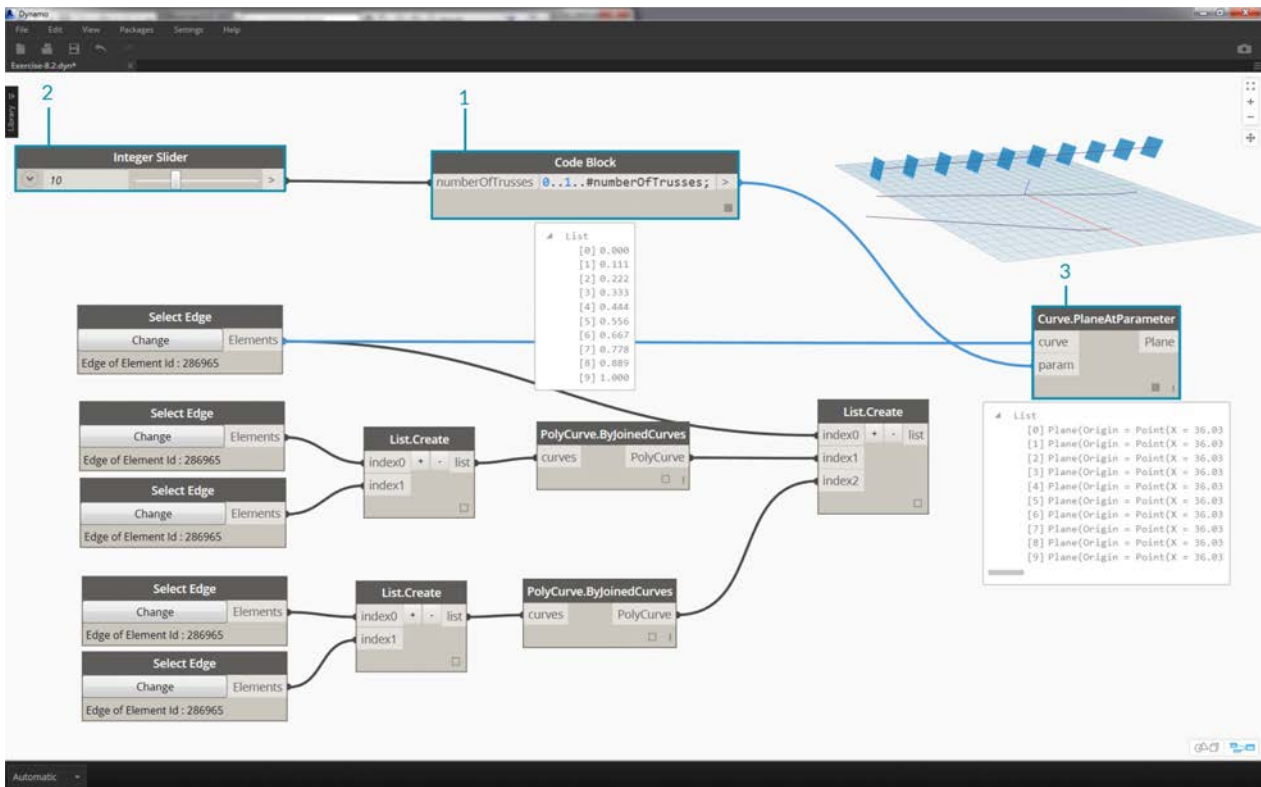 Dynamo
File Edit View Packages Settings Help
Exercise-8.2.dyn*
Library
2
1
Integer Slider
10 >
Code Block
numberOfTrusses 0..1..#numberOfTrusses; >
List
[0] 0.000
[1] 0.111
[2] 0.222
[3] 0.333
[4] 0.444
[5] 0.556
[6] 0.667
[7] 0.778
[8] 0.889
[9] 1.000
3
Curve.PlaneAtParameter
curve Plane
param
List
[0] Plane(Origin = Point(X = 36.03
[1] Plane(Origin = Point(X = 36.03
[2] Plane(Origin = Point(X = 36.03
[3] Plane(Origin = Point(X = 36.03
[4] Plane(Origin = Point(X = 36.03
[5] Plane(Origin = Point(X = 36.03
[6] Plane(Origin = Point(X = 36.03
[7] Plane(Origin = Point(X = 36.03
[8] Plane(Origin = Point(X = 36.03
[9] Plane(Origin = Point(X = 36.03
Select Edge
Change Elements
Edge of Element Id : 286965
Select Edge
Change Elements
Edge of Element Id : 286965
Select Edge
Change Elements
Edge of Element Id : 286965
List.Create
index0 + - list
index1
PolyCurve.ByJoinedCurves
curves PolyCurve
List.Create
index0 + - list
index1
index2
Select Edge
Change Elements
Edge of Element Id : 286965
Select Edge
Change Elements
Edge of Element Id : 286965
List.Create
index0 + - list
index1
PolyCurve.ByJoinedCurves
curves PolyCurve
Automatic